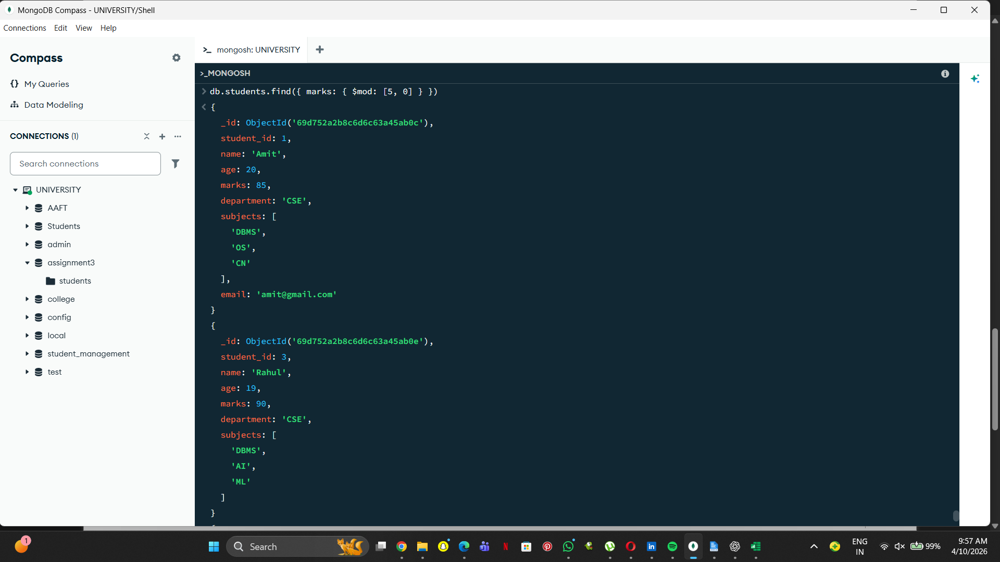 MongoDB Compass - UNIVERSITY/Shell
Connections Edit View Help
Compass
mongosh: UNIVERSITY
My Queries
Data Modeling
CONNECTIONS (1)
Search connections
UNIVERSITY
AAFT
Students
admin
assignment3
students
college
config
local
student_management
test
>_MONGOSH
db.students.find({ marks: { $mod: [5, 0] } })
{
_id: ObjectId('69d752a2b8c6d6c63a45ab0c'),
student_id: 1,
name: 'Amit',
age: 20,
marks: 85,
department: 'CSE',
subjects: [
'DBMS',
'OS',
'CN'
],
email: 'amit@gmail.com'
}
{
_id: ObjectId('69d752a2b8c6d6c63a45ab0e'),
student_id: 3,
name: 'Rahul',
age: 19,
marks: 90,
department: 'CSE',
subjects: [
'DBMS',
'AI',
'ML'
]
}
1
Search
ENG
IN
99%
9:57 AM
4/10/2026